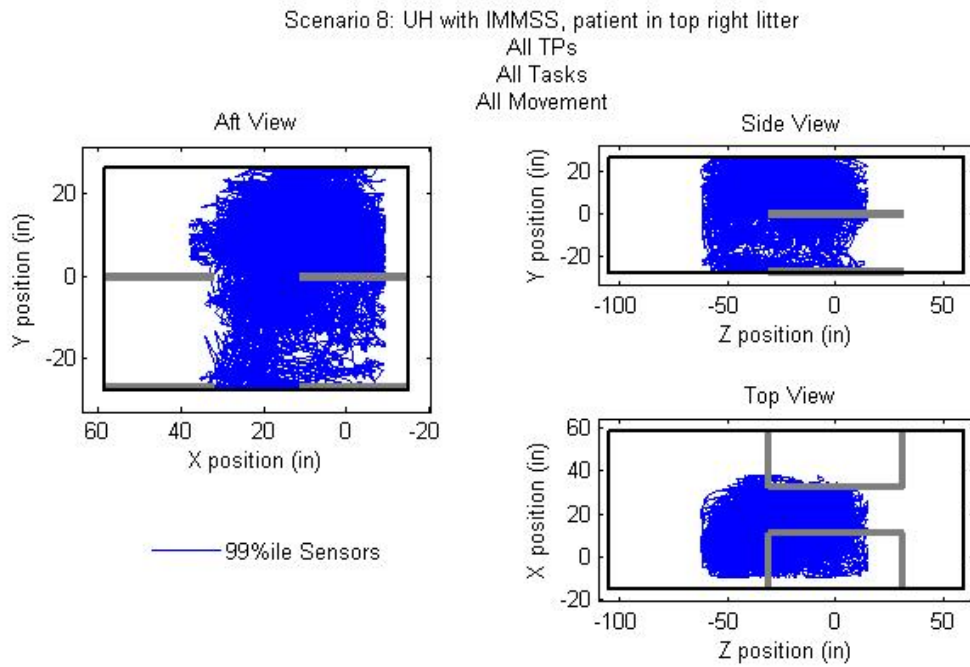 Scenario 8: UH with IMMSS, patient in top right litter
All TPs
All Tasks
All Movement
Aft View
Y position (in)
20
0
-20
60 40 20 0 -20
X position (in)
99%ile Sensors
Side View
Y position (in)
20
0
-20
-100 -50 0 50
Z position (in)
Top View
X position (in)
60
40
20
0
-20
-100 -50 0 50
Z position (in)